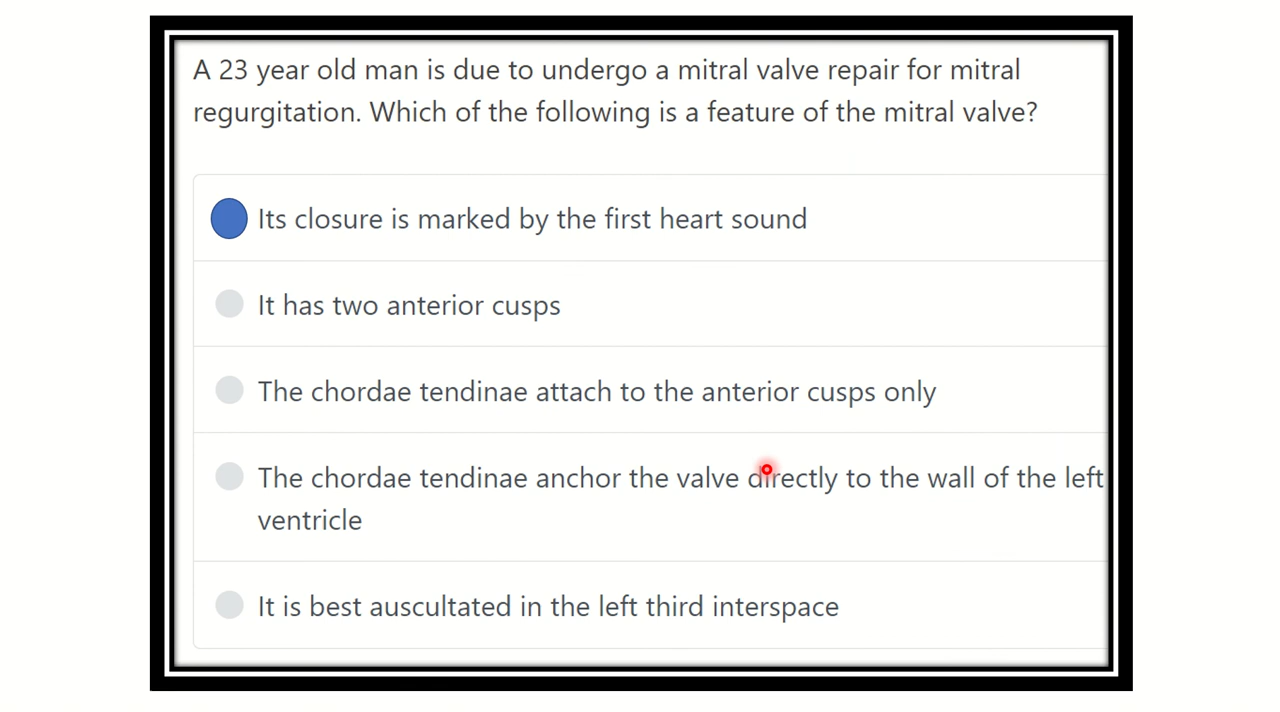 A 23 year old man is due to undergo a mitral valve repair for mitral
regurgitation. Which of the following is a feature of the mitral valve?
Its closure is marked by the first heart sound
It has two anterior cusps
The chordae tendinae attach to the anterior cusps only
The chordae tendinae anchor the valve directly to the wall of the left
ventricle
It is best auscultated in the left third interspace